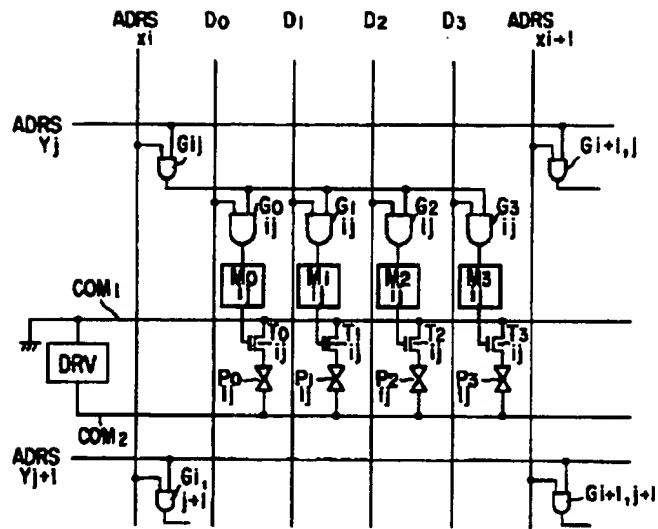 ADRS xi D0 D1 D2 D3 ADRS xi+1
ADRS Yj
Gij
Gi+1,j
G0 ij G1 ij G2 ij G3 ij
M0 ij M1 ij M2 ij M3 ij
COM1
T0 ij T1 ij T2 ij T3 ij
DRV
P0 ij P1 ij P2 ij P3 ij
COM2
ADRS Yj+1
Gi, j+1
Gi+1,j+1